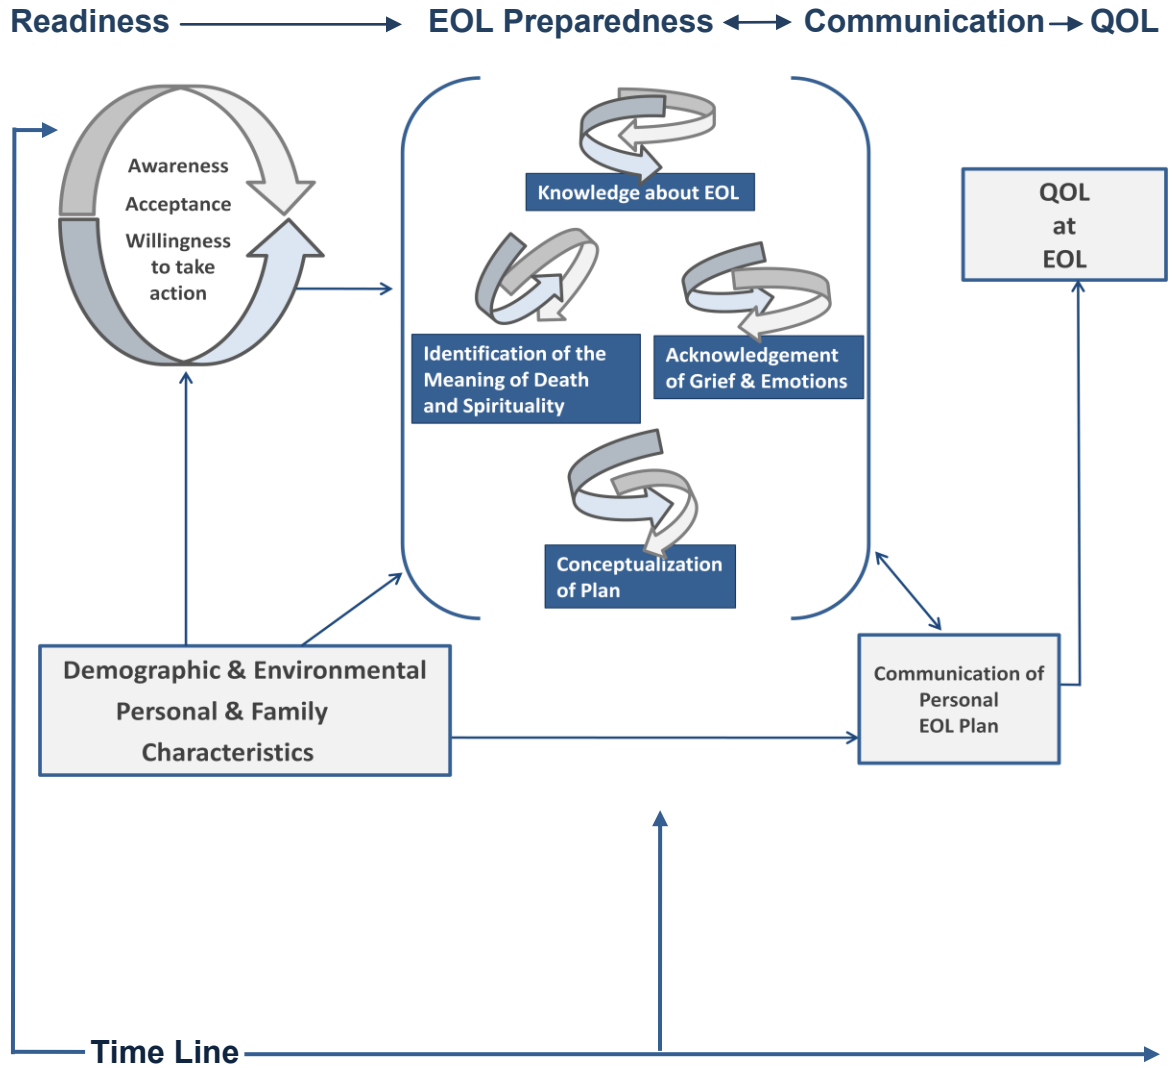 Readiness
EOL Preparedness
Communication
QOL
Awareness
Acceptance
Willingness
to take
action
Knowledge about EOL
Identification of the
Meaning of Death
and Spirituality
Acknowledgement
of Grief & Emotions
Conceptualization
of Plan
QOL
at
EOL
Demographic & Environmental
Personal & Family
Characteristics
Communication of
Personal
EOL Plan
Time Line